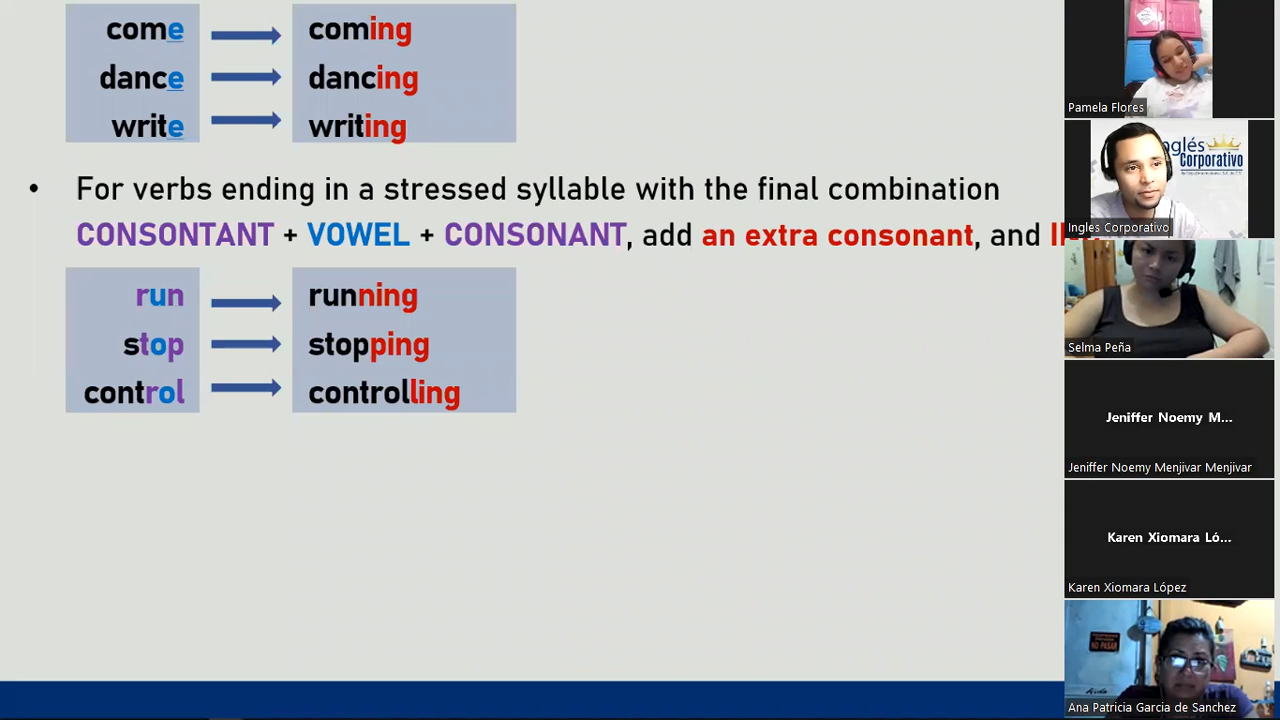 come
coming
dance
dancing
write
writing
• For verbs ending in a stressed syllable with the final combination
CONSONTANT + VOWEL + CONSONANT, add an extra consonant, and
run
running
stop
stopping
control
controlling
Pamela Flores
Inglés
Corporativo
Ingles Corporativo
Selma Peña
Jeniffer Noemy M...
Jeniffer Noemy Menjivar Menjivar
Karen Xiomara Ló...
Karen Xiomara López
NO PASAR
Ana Patricia Garcia de Sanchez